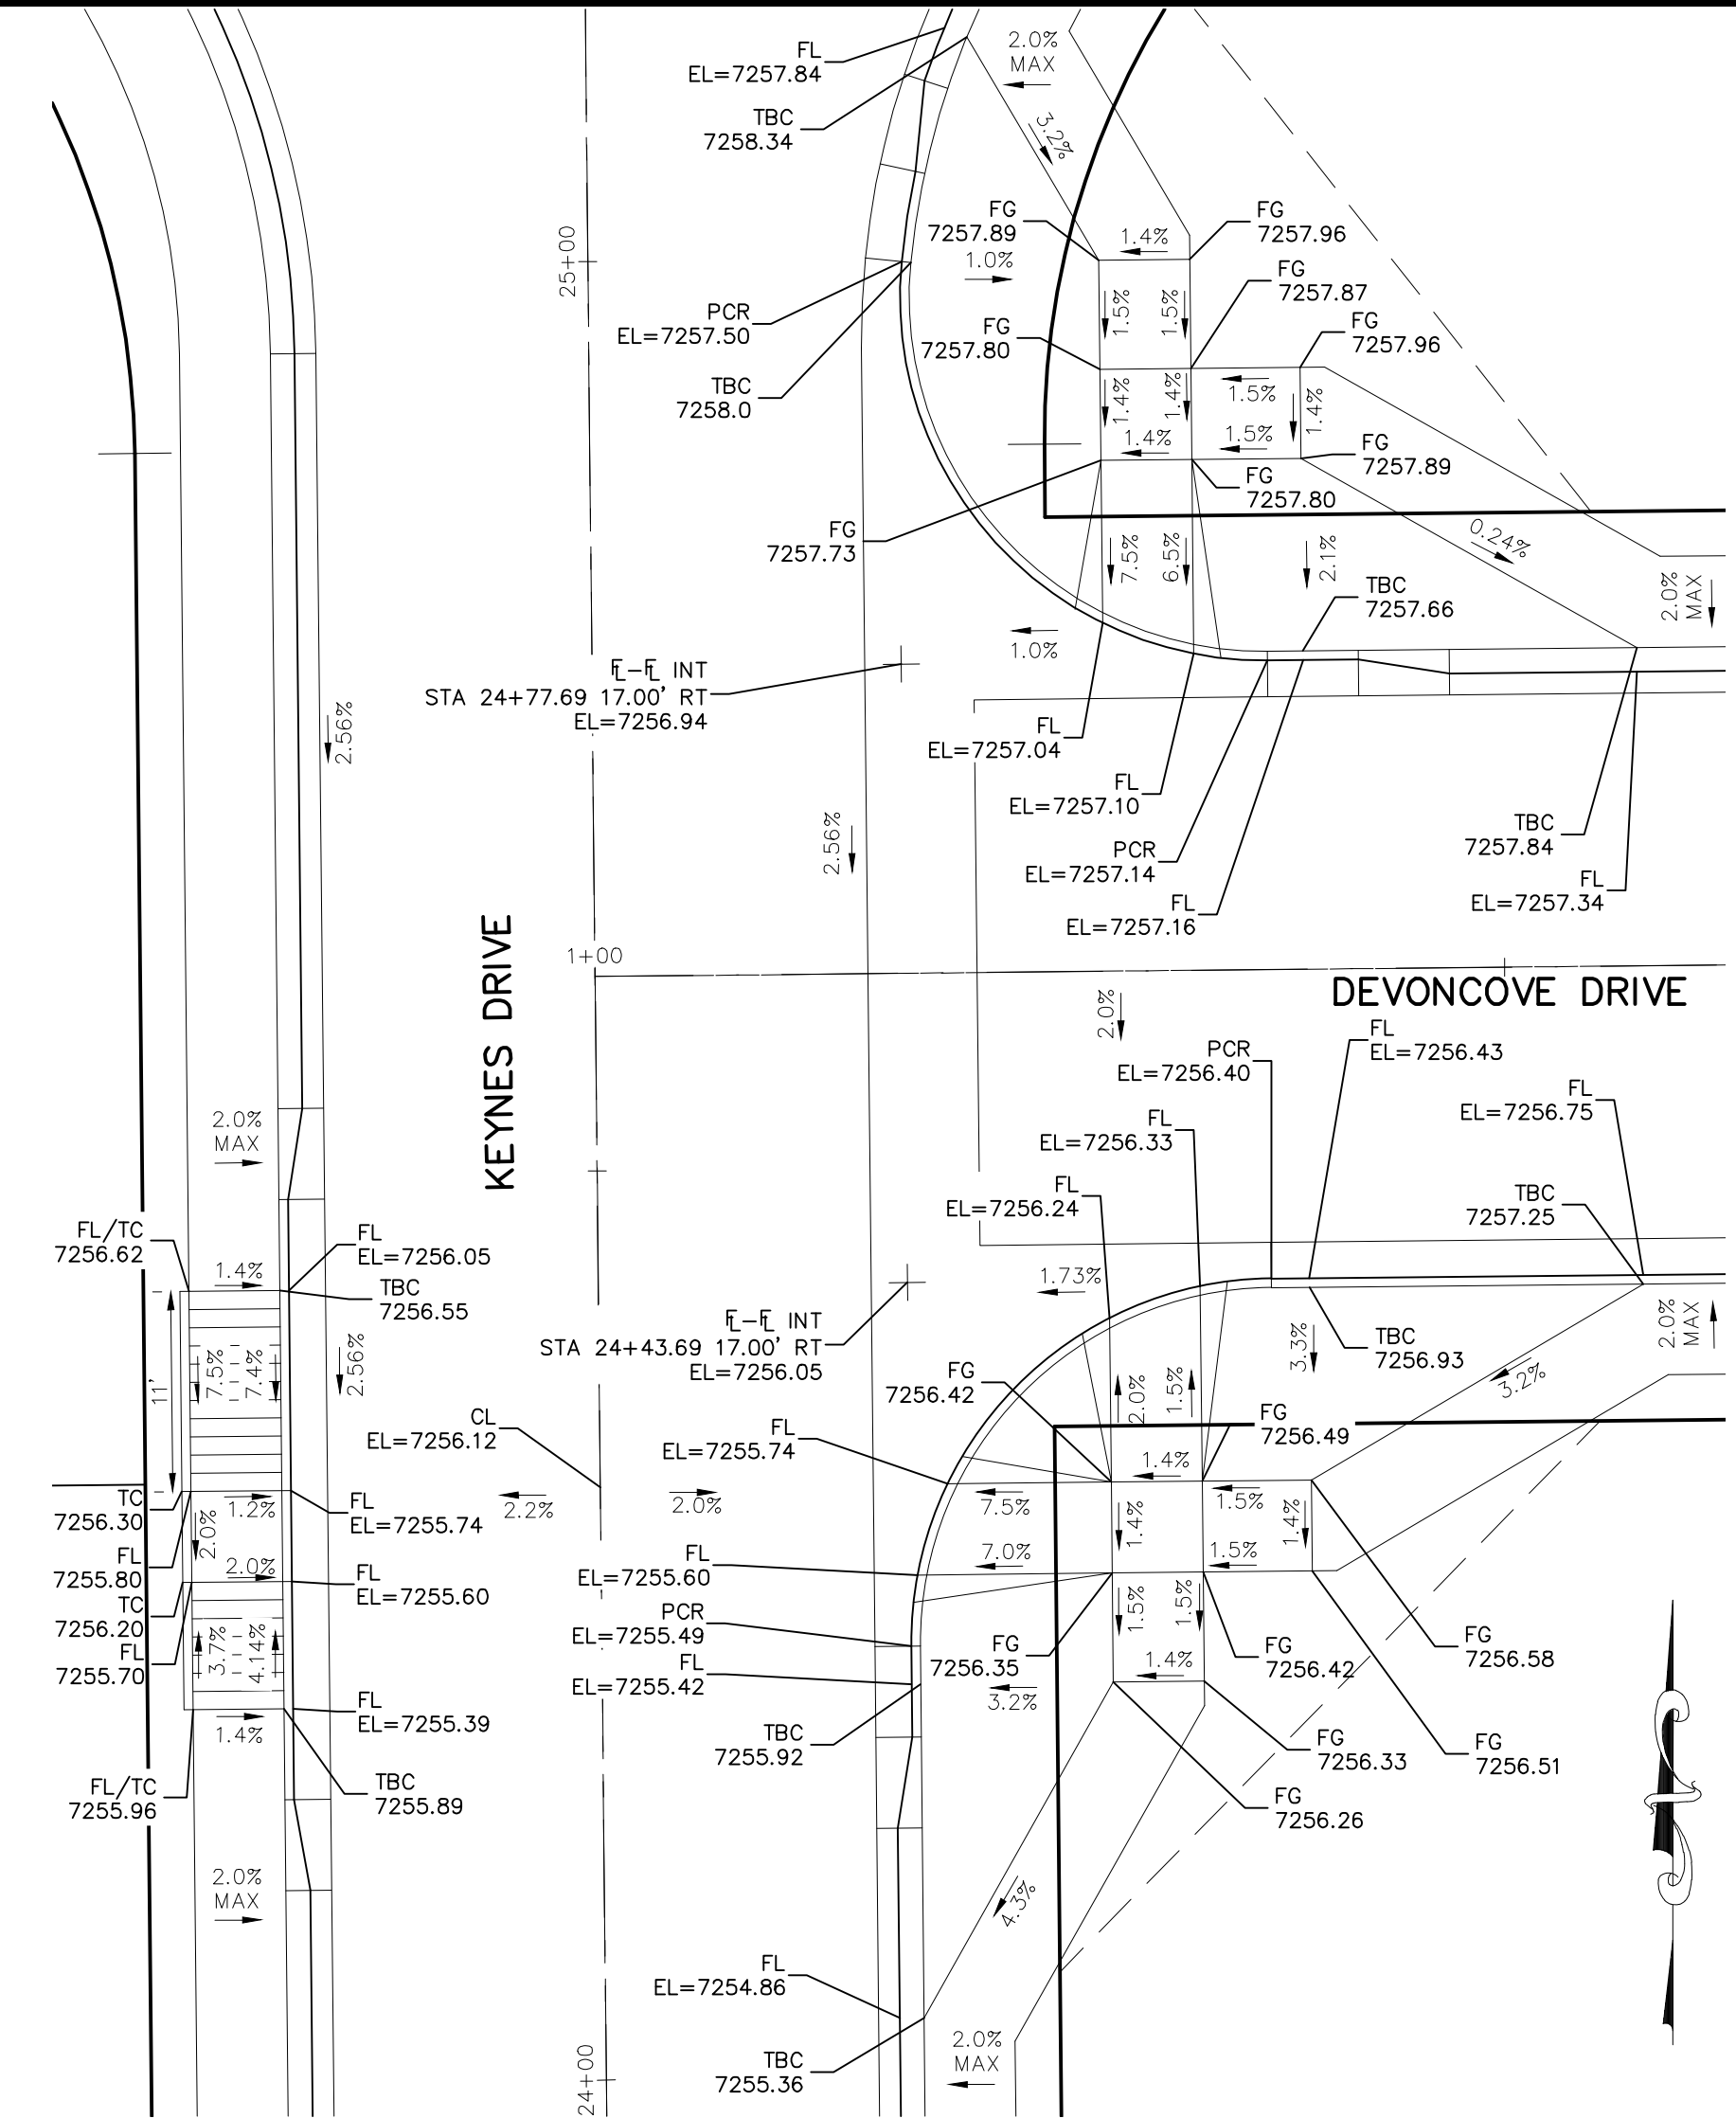 FL
EL=7257.84
2.0%
MAX
TBC
7258.34
3.2%
FG
7257.89
FG
7257.96
1.4%
25+00
1.0%
FG
7257.87
PCR
EL=7257.50
1.5%
1.5%
FG
7257.80
FG
7257.96
TBC
7258.0
1.4%
1.4%
1.5%
1.4%
1.4%
1.5%
FG
7257.89
FG
7257.80
FG
7257.73
7.5%
6.5%
2.1%
0.24%
TBC
7257.66
2.0%
MAX
1.0%
FL-FL INT
STA 24+77.69 17.00' RT
EL=7256.94
2.56%
FL
EL=7257.04
FL
EL=7257.10
2.56%
TBC
7257.84
PCR
EL=7257.14
FL
EL=7257.34
FL
EL=7257.16
KEYNES DRIVE
1+00
DEVONCOVE DRIVE
2.0%
FL
EL=7256.43
PCR
EL=7256.40
FL
EL=7256.75
2.0%
MAX
FL
EL=7256.33
FL
EL=7256.24
TBC
7257.25
FL/TC
7256.62
FL
EL=7256.05
1.4%
TBC
7256.55
1.73%
FL-FL INT
STA 24+43.69 17.00' RT
EL=7256.05
2.0%
MAX
3.3%
TBC
7256.93
11'
7.5%
7.4%
2.56%
FG
7256.42
2.0%
1.5%
3.2%
CL
EL=7256.12
FL
EL=7255.74
FG
7256.49
1.4%
TC
7256.30
1.2%
FL
EL=7255.74
2.2%
2.0%
7.5%
1.5%
2.0%
1.4%
1.4%
FL
7255.80
2.0%
FL
EL=7255.60
FL
EL=7255.60
7.0%
1.5%
TC
7256.20
PCR
EL=7255.49
1.5%
1.5%
FL
7255.70
3.7%
4.14%
FL
EL=7255.42
FG
7256.35
FG
7256.42
FG
7256.58
1.4%
3.2%
FL
EL=7255.39
1.4%
TBC
7255.92
FG
7256.33
FG
7256.51
FL/TC
7255.96
TBC
7255.89
FG
7256.26
2.0%
MAX
4.3%
FL
EL=7254.86
24+00
TBC
7255.36
2.0%
MAX